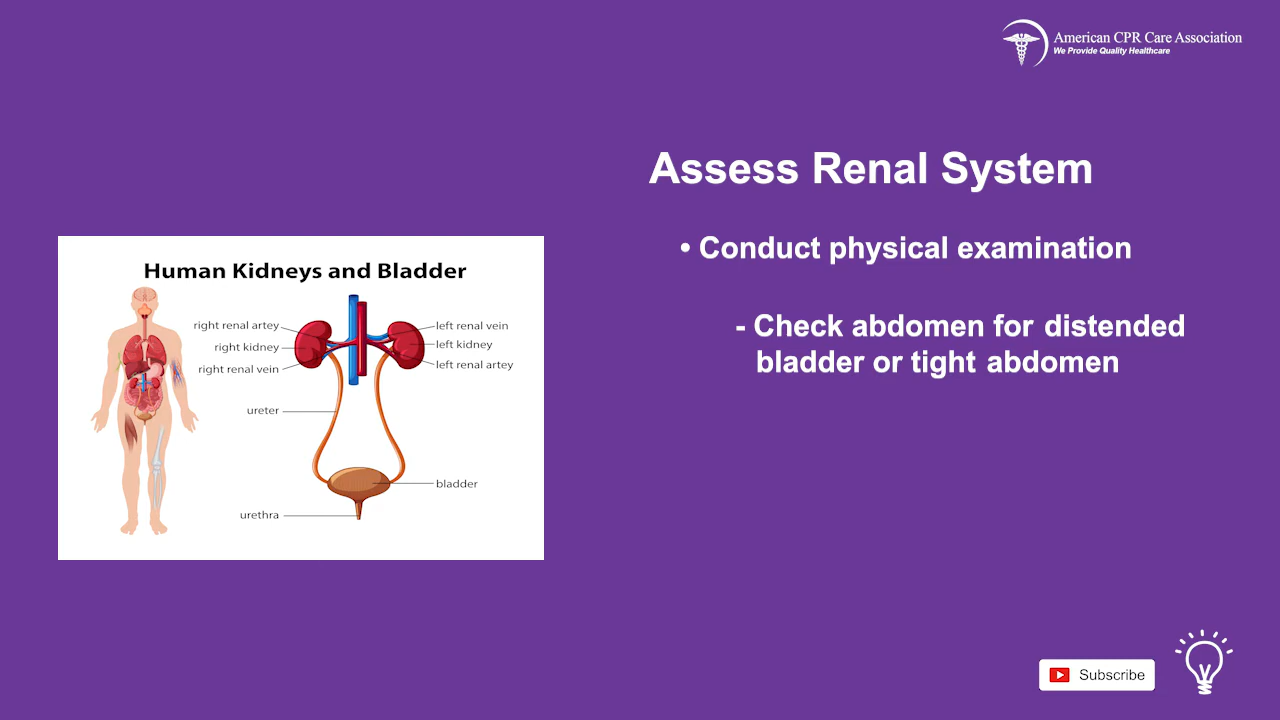 American CPR Care Association
We Provide Quality Healthcare
Assess Renal System
• Conduct physical examination
- Check abdomen for distended
bladder or tight abdomen
Human Kidneys and Bladder
right renal artey
right kidney
right renal vein
left renal vein
left kidney
left renal artey
ureter
bladder
urethra
Subscribe